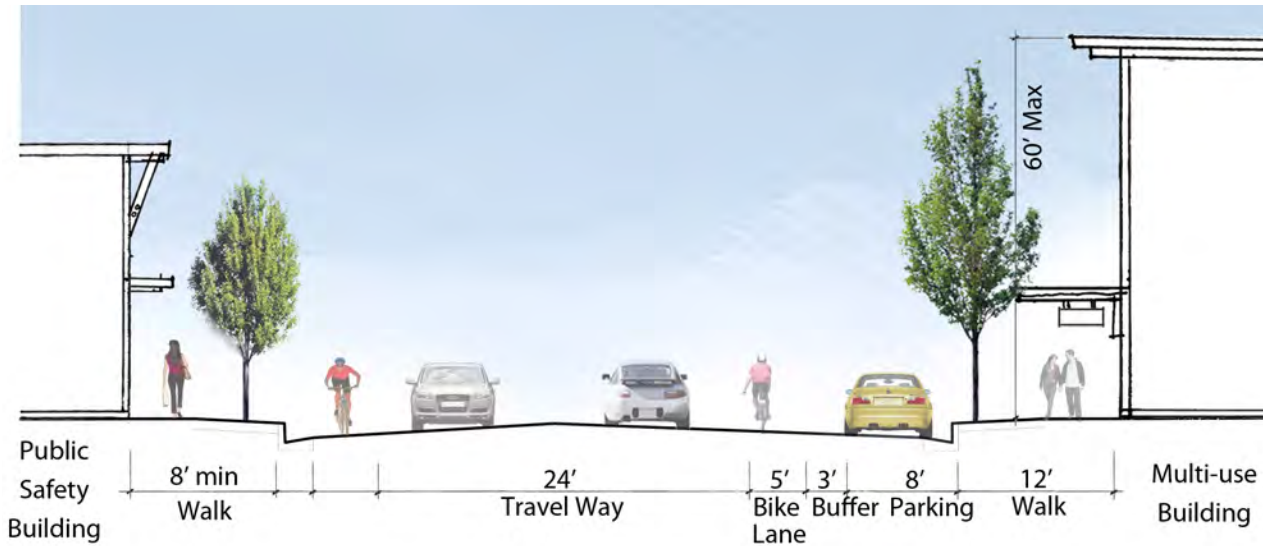 60' Max
Public
Safety
Building
8' min
Walk
24'
Travel Way
5'
Bike
Lane
3'
Buffer
8'
Parking
12'
Walk
Multi-use
Building